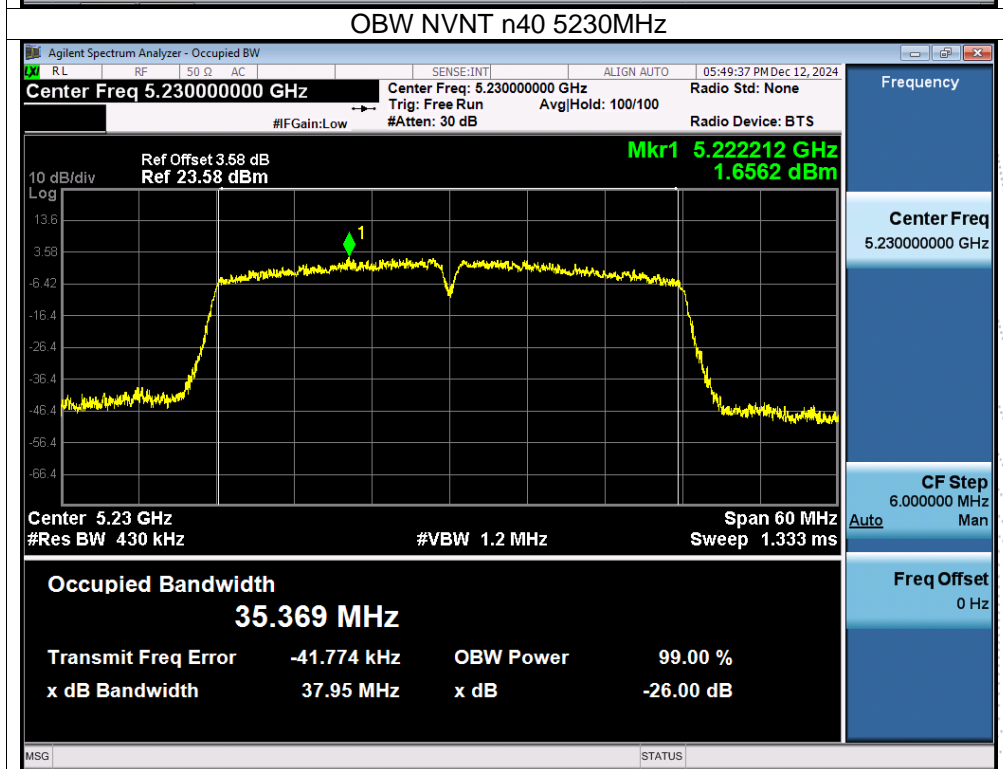 OBW NVNT n40 5230MHz
Agilent Spectrum Analyzer - Occupied BW
LXI RL RF 50 Ω AC SENSE:INT ALIGN AUTO 05:49:37 PM Dec 12, 2024
Center Freq 5.230000000 GHz Center Freq: 5.230000000 GHz Radio Std: None
Trig: Free Run Avg|Hold: 100/100
#IFGain:Low #Atten: 30 dB Radio Device: BTS
Frequency
Mkr1 5.222212 GHz
1.6562 dBm
Ref Offset 3.58 dB
10 dB/div Ref 23.58 dBm
Log
13.6
3.58
-6.42
-16.4
-26.4
-36.4
-46.4
-56.4
-66.4
1
Center 5.23 GHz Span 60 MHz
#Res BW 430 kHz #VBW 1.2 MHz Sweep 1.333 ms
Center Freq
5.230000000 GHz
CF Step
6.000000 MHz
Auto Man
Freq Offset
0 Hz
Occupied Bandwidth
35.369 MHz
Transmit Freq Error -41.774 kHz OBW Power 99.00 %
x dB Bandwidth 37.95 MHz x dB -26.00 dB
MSG STATUS